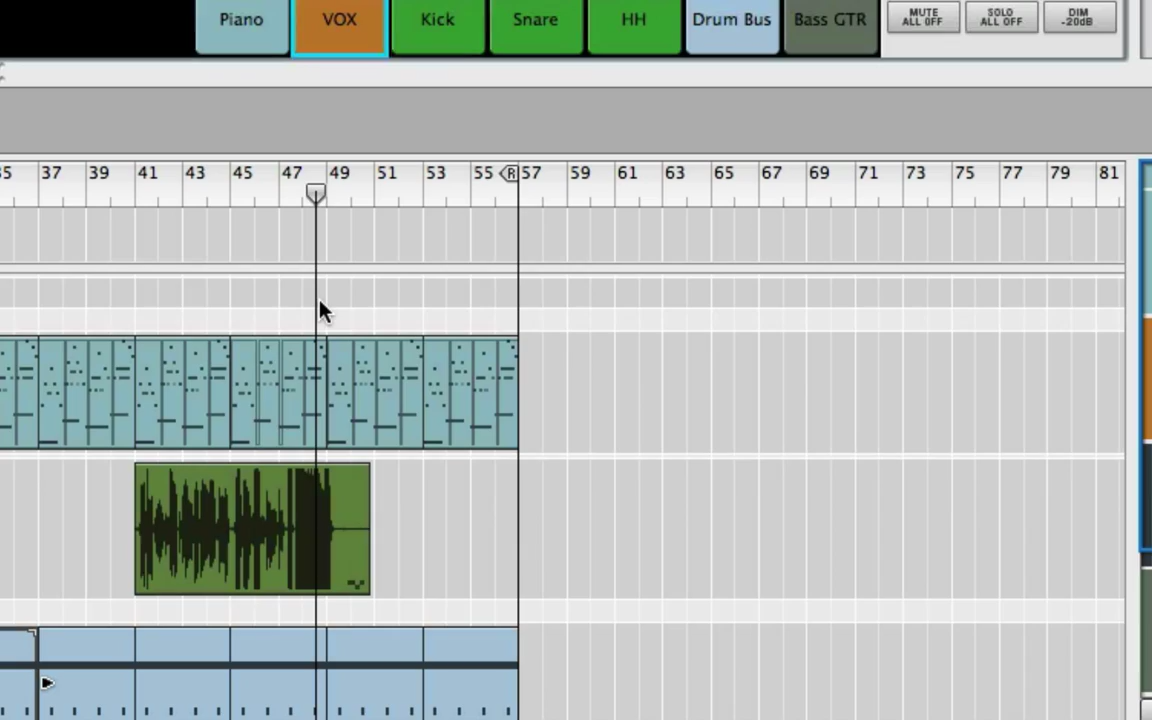 Piano VOX Kick Snare HH Drum Bus Bass GTR MUTE ALL OFF SOLO ALL OFF DIM -20dB
37 39 41 43 45 47 49 51 53 55 R 57 59 61 63 65 67 69 71 73 75 77 79 81